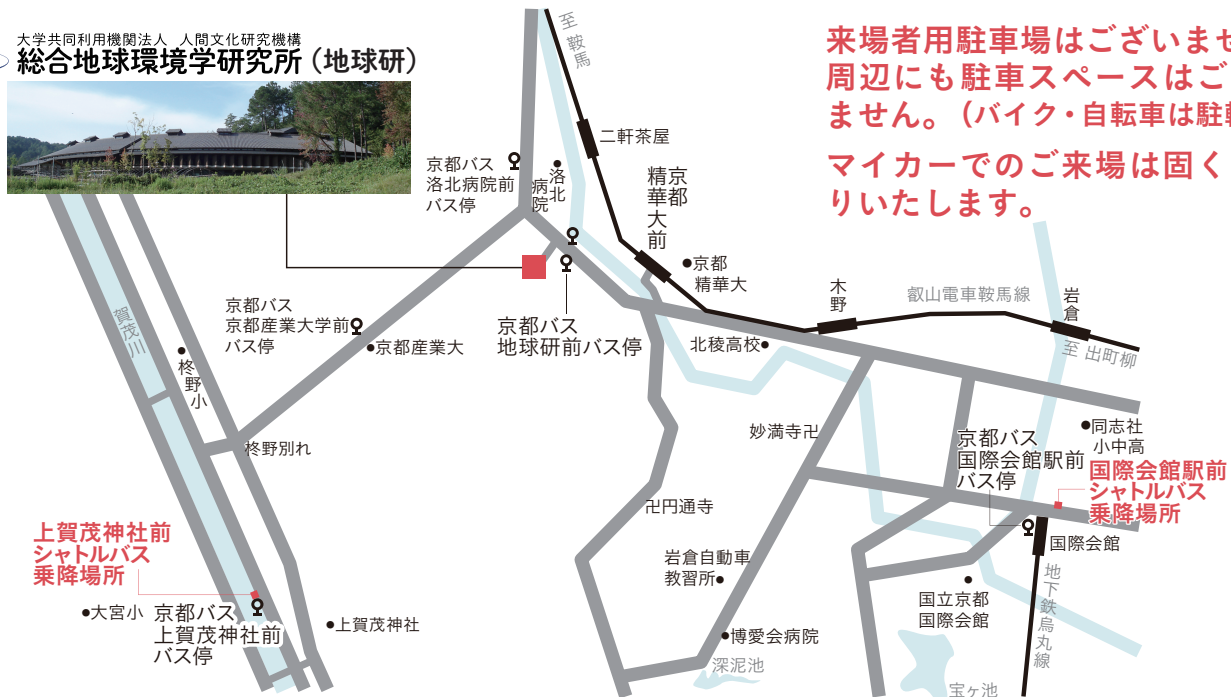 大学共同利用機関法人 人間文化研究機構
総合地球環境学研究所(地球研)
来場者用駐車場はございませ
周辺にも駐車スペースはご
ません。(バイク・自転車は駐輪
マイカーでのご来場は固く
りいたします。
至 鞍馬
二軒茶屋
京都バス
洛北病院前
バス停
洛北
病院
京都
精華大前
京都
精華大
木野
叡山電車鞍馬線
岩倉
至 出町柳
賀茂川
柊野小
京都バス
京都産業大学前
バス停
京都産業大
京都バス
地球研前バス停
北稜高校
柊野別れ
妙満寺卍
同志社
小中高
京都バス
国際会館駅前
バス停
国際会館駅前
シャトルバス
乗降場所
卍円通寺
上賀茂神社前
シャトルバス
乗降場所
国際会館
岩倉自動車
教習所
地下鉄烏丸線
国立京都
国際会館
大宮小
京都バス
上賀茂神社前
バス停
上賀茂神社
博愛会病院
深泥池
宝ヶ池